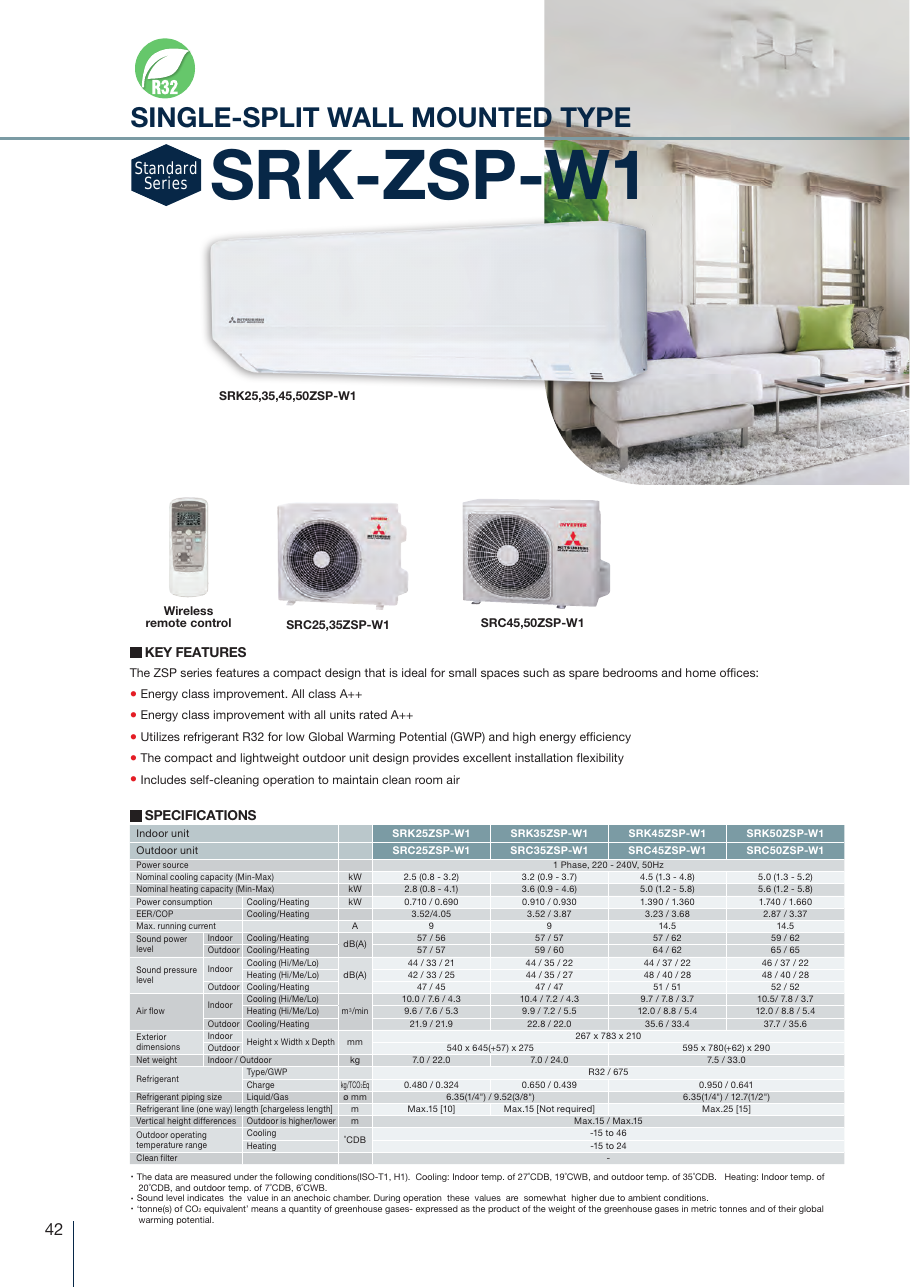 R32
SINGLE-SPLIT WALL MOUNTED TYPE
Standard
Series
SRK-ZSP-W1
SRK25,35,45,50ZSP-W1
Wireless
remote control
SRC25,35ZSP-W1
SRC45,50ZSP-W1
INVERTER
KEY FEATURES
The ZSP series features a compact design that is ideal for small spaces such as spare bedrooms and home offices:
● Energy class improvement. All class A++
● Energy class improvement with all units rated A++
● Utilizes refrigerant R32 for low Global Warming Potential (GWP) and high energy efficiency
● The compact and lightweight outdoor unit design provides excellent installation flexibility
● Includes self-cleaning operation to maintain clean room air
SPECIFICATIONS
Indoor unit SRK25ZSP-W1 SRK35ZSP-W1 SRK45ZSP-W1 SRK50ZSP-W1
Outdoor unit SRC25ZSP-W1 SRC35ZSP-W1 SRC45ZSP-W1 SRC50ZSP-W1
Power source 1 Phase, 220 - 240V, 50Hz
Nominal cooling capacity (Min-Max) kW 2.5 (0.8 - 3.2) 3.2 (0.9 - 3.7) 4.5 (1.3 - 4.8) 5.0 (1.3 - 5.2)
Nominal heating capacity (Min-Max) kW 2.8 (0.8 - 4.1) 3.6 (0.9 - 4.6) 5.0 (1.2 - 5.8) 5.6 (1.2 - 5.8)
Power consumption Cooling/Heating kW 0.710 / 0.690 0.910 / 0.930 1.390 / 1.360 1.740 / 1.660
EER/COP Cooling/Heating 3.52/4.05 3.52 / 3.87 3.23 / 3.68 2.87 / 3.37
Max. running current A 9 9 14.5 14.5
Sound power level Indoor Cooling/Heating dB(A) 57 / 56 57 / 57 57 / 62 59 / 62
Outdoor Cooling/Heating 57 / 57 59 / 60 64 / 62 65 / 65
Sound pressure level Indoor Cooling (Hi/Me/Lo) dB(A) 44 / 33 / 21 44 / 35 / 22 44 / 37 / 22 46 / 37 / 22
Heating (Hi/Me/Lo) 42 / 33 / 25 44 / 35 / 27 48 / 40 / 28 48 / 40 / 28
Outdoor Cooling/Heating 47 / 45 47 / 47 51 / 51 52 / 52
Air flow Indoor Cooling (Hi/Me/Lo) m³/min 10.0 / 7.6 / 4.3 10.4 / 7.2 / 4.3 9.7 / 7.8 / 3.7 10.5/ 7.8 / 3.7
Heating (Hi/Me/Lo) 9.6 / 7.6 / 5.3 9.9 / 7.2 / 5.5 12.0 / 8.8 / 5.4 12.0 / 8.8 / 5.4
Outdoor Cooling/Heating 21.9 / 21.9 22.8 / 22.0 35.6 / 33.4 37.7 / 35.6
Exterior dimensions Indoor Height x Width x Depth mm 267 x 783 x 210
Outdoor 540 x 645(+57) x 275 595 x 780(+62) x 290
Net weight Indoor / Outdoor kg 7.0 / 22.0 7.0 / 24.0 7.5 / 33.0
Refrigerant Type/GWP R32 / 675
Charge kg/TCO₂Eq 0.480 / 0.324 0.650 / 0.439 0.950 / 0.641
Refrigerant piping size Liquid/Gas ø mm 6.35(1/4") / 9.52(3/8") 6.35(1/4") / 12.7(1/2")
Refrigerant line (one way) length [chargeless length] m Max.15 [10] Max.15 [Not required] Max.25 [15]
Vertical height differences Outdoor is higher/lower m Max.15 / Max.15
Outdoor operating temperature range Cooling ˚CDB -15 to 46
Heating -15 to 24
Clean filter -
・The data are measured under the following conditions(ISO-T1, H1). Cooling: Indoor temp. of 27˚CDB, 19˚CWB, and outdoor temp. of 35˚CDB. Heating: Indoor temp. of
20˚CDB, and outdoor temp. of 7˚CDB, 6˚CWB.
・Sound level indicates the value in an anechoic chamber. During operation these values are somewhat higher due to ambient conditions.
・'tonne(s) of CO₂ equivalent' means a quantity of greenhouse gases- expressed as the product of the weight of the greenhouse gases in metric tonnes and of their global
warming potential.
42